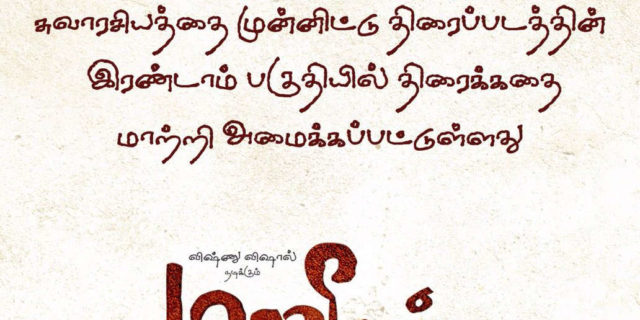 சுவாரசியத்தை முன்னிட்டு திரைப்படத்தின்
இரண்டாம் பகுதியில் திரைக்கதை
மாற்றி அமைக்கப்பட்டுள்ளது
விஷ்ணு விஷால்
நடிக்கும்